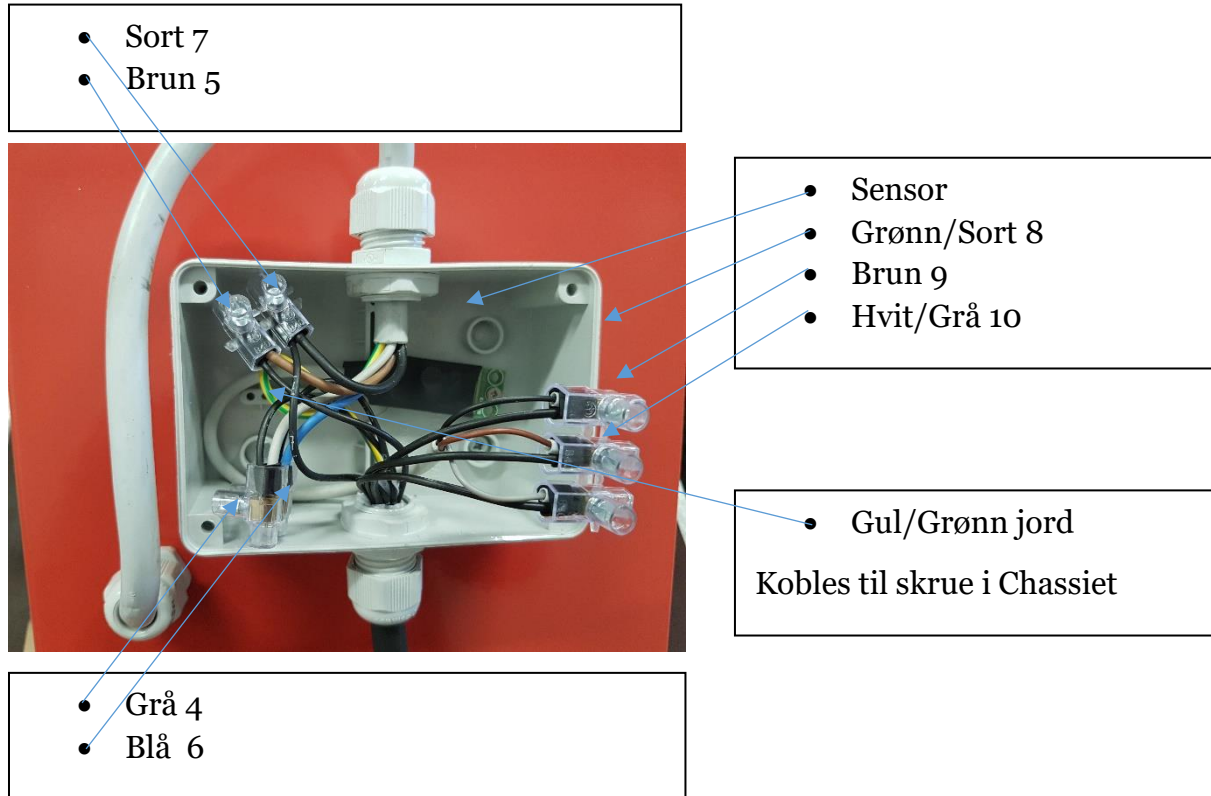 • Sort 7
• Brun 5
• Sensor
• Grønn/Sort 8
• Brun 9
• Hvit/Grå 10
• Gul/Grønn jord
Kobles til skrue i Chassiet
• Grå 4
• Blå  6